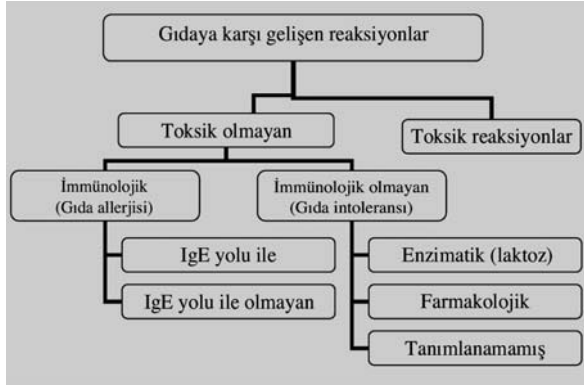 Gıdaya karşı gelişen reaksiyonlar
Toksik olmayan
Toksik reaksiyonlar
İmmünolojik
(Gıda allerjisi)
İmmünolojik olmayan
(Gıda intoleransı)
IgE yolu ile
Enzimatik (laktoz)
IgE yolu ile olmayan
Farmakolojik
Tanımlanamamış